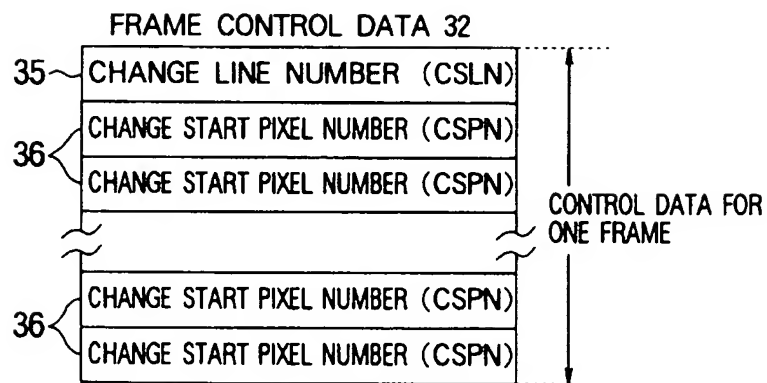 FRAME CONTROL DATA 32
35 CHANGE LINE NUMBER (CSLN)
CHANGE START PIXEL NUMBER (CSPN)
36
CHANGE START PIXEL NUMBER (CSPN)
CONTROL DATA FOR
ONE FRAME
CHANGE START PIXEL NUMBER (CSPN)
36
CHANGE START PIXEL NUMBER (CSPN)